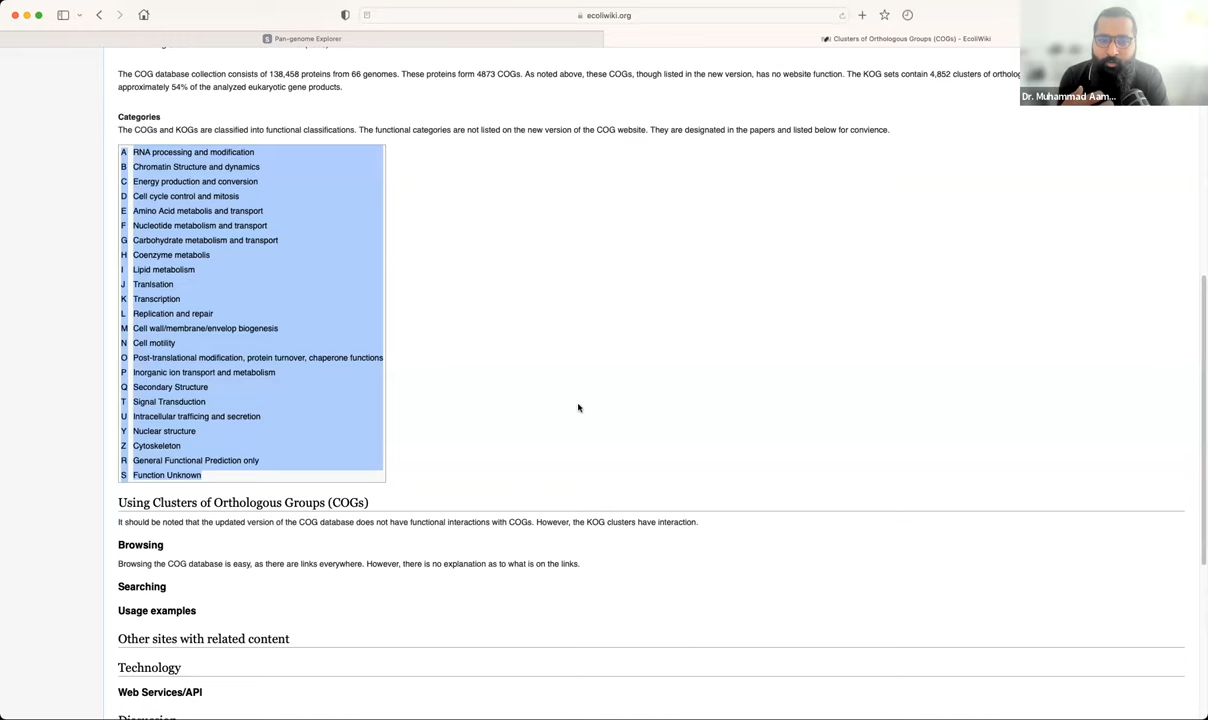 ecoliwiki.org
Pan-genome Explorer
Clusters of Orthologous Groups (COGs) - EcoliWiki
Dr. Muhammad Aam...
The COG database collection consists of 138,458 proteins from 66 genomes. These proteins form 4873 COGs. As noted above, these COGs, though listed in the new version, has no website function. The KOG sets contain 4,852 clusters of
approximately 54% of the analyzed eukaryotic gene products.
Categories
The COGs and KOGs are classified into functional classifications. The functional categories are not listed on the new version of the COG website. They are designated in the papers and listed below for convience.
A RNA processing and modification
B Chromatin Structure and dynamics
C Energy production and conversion
D Cell cycle control and mitosis
E Amino Acid metabolis and transport
F Nucleotide metabolism and transport
G Carbohydrate metabolism and transport
H Coenzyme metabolis
I Lipid metabolism
J Tranlsation
K Transcription
L Replication and repair
M Cell wall/membrane/envelop biogenesis
N Cell motility
O Post-translational modification, protein turnover, chaperone functions
P Inorganic ion transport and metabolism
Q Secondary Structure
T Signal Transduction
U Intracellular trafficing and secretion
Y Nuclear structure
Z Cytoskeleton
R General Functional Prediction only
S Function Unknown
Using Clusters of Orthologous Groups (COGs)
It should be noted that the updated version of the COG database does not have functional interactions with COGs. However, the KOG clusters have interaction.
Browsing
Browsing the COG database is easy, as there are links everywhere. However, there is no explanation as to what is on the links.
Searching
Usage examples
Other sites with related content
Technology
Web Services/API